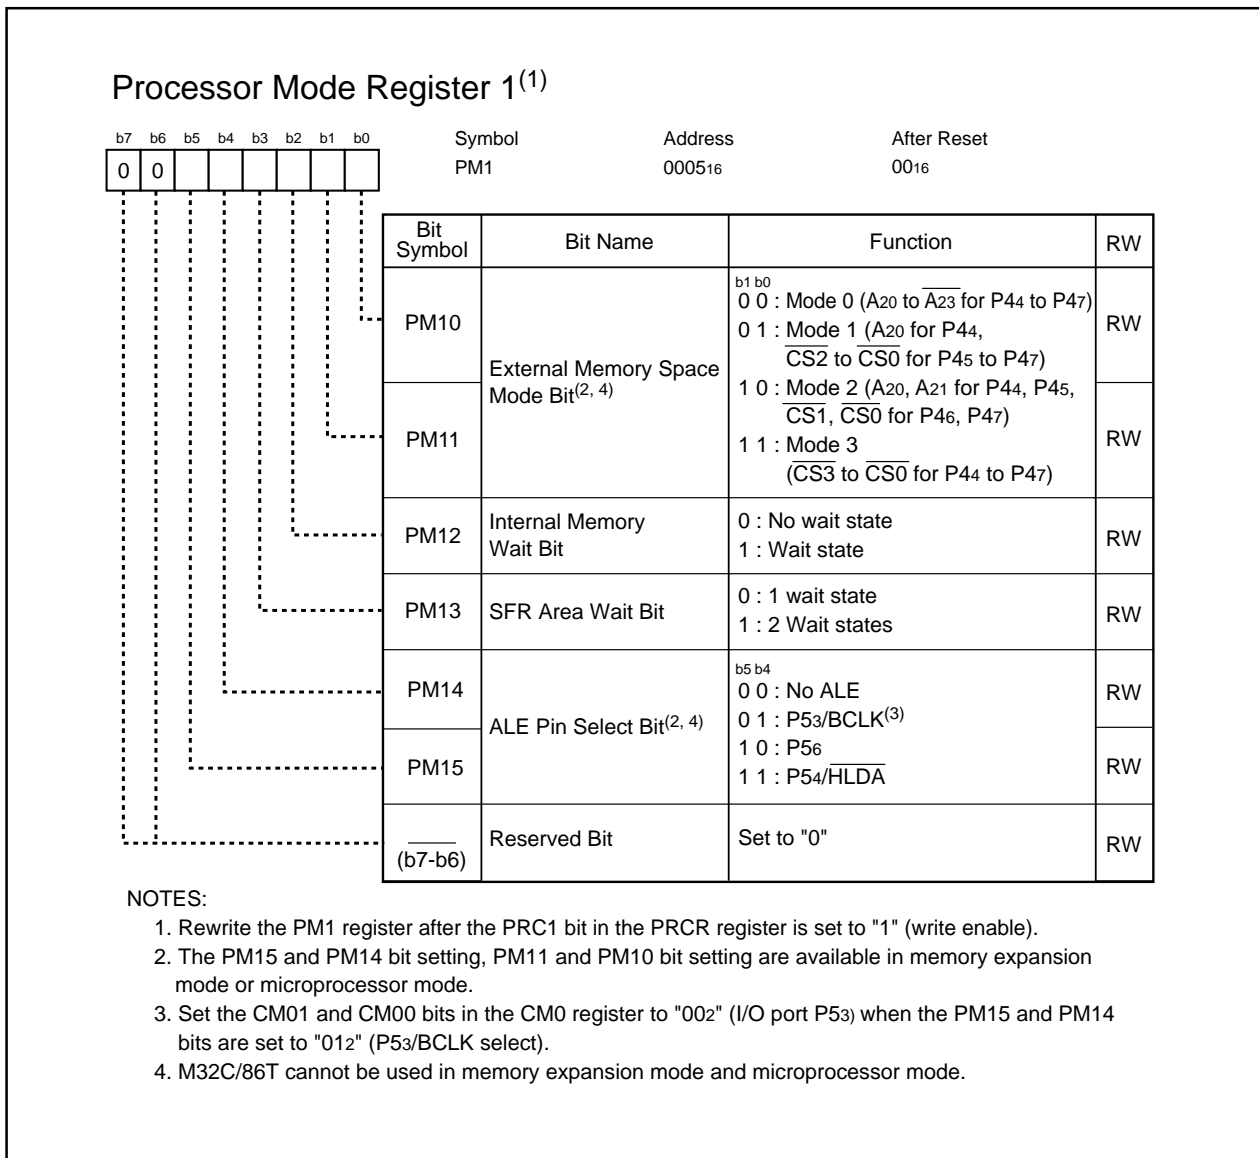 Processor Mode Register 1(1)
b7 b6 b5 b4 b3 b2 b1 b0
0 0
Symbol Address After Reset
PM1 000516 0016
Bit Symbol Bit Name Function RW
PM10
External Memory Space
Mode Bit(2, 4)
b1 b0
0 0 : Mode 0 (A20 to A23 for P44 to P47)
0 1 : Mode 1 (A20 for P44,
CS2 to CS0 for P45 to P47)
RW
PM11
1 0 : Mode 2 (A20, A21 for P44, P45,
CS1, CS0 for P46, P47)
1 1 : Mode 3
(CS3 to CS0 for P44 to P47)
RW
PM12
Internal Memory
Wait Bit
0 : No wait state
1 : Wait state
RW
PM13
SFR Area Wait Bit
0 : 1 wait state
1 : 2 Wait states
RW
PM14
ALE Pin Select Bit(2, 4)
b5 b4
0 0 : No ALE
0 1 : P53/BCLK(3)
RW
PM15
1 0 : P56
1 1 : P54/HLDA
RW
(b7-b6)
Reserved Bit
Set to "0"
RW
NOTES:
1. Rewrite the PM1 register after the PRC1 bit in the PRCR register is set to "1" (write enable).
2. The PM15 and PM14 bit setting, PM11 and PM10 bit setting are available in memory expansion
mode or microprocessor mode.
3. Set the CM01 and CM00 bits in the CM0 register to "002" (I/O port P53) when the PM15 and PM14
bits are set to "012" (P53/BCLK select).
4. M32C/86T cannot be used in memory expansion mode and microprocessor mode.